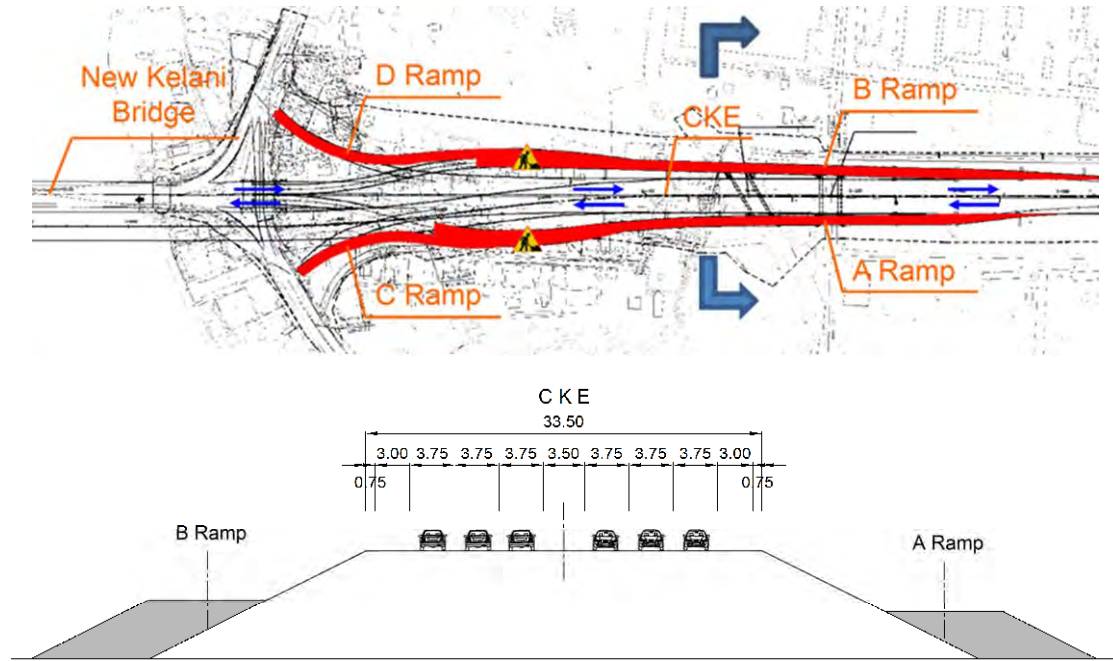 New Kelani
Bridge
D Ramp
CKE
B Ramp
C Ramp
A Ramp
C K E
33.50
3.00 3.75 3.75 3.75 3.50 3.75 3.75 3.75 3.00
0.75 0.75
B Ramp
A Ramp